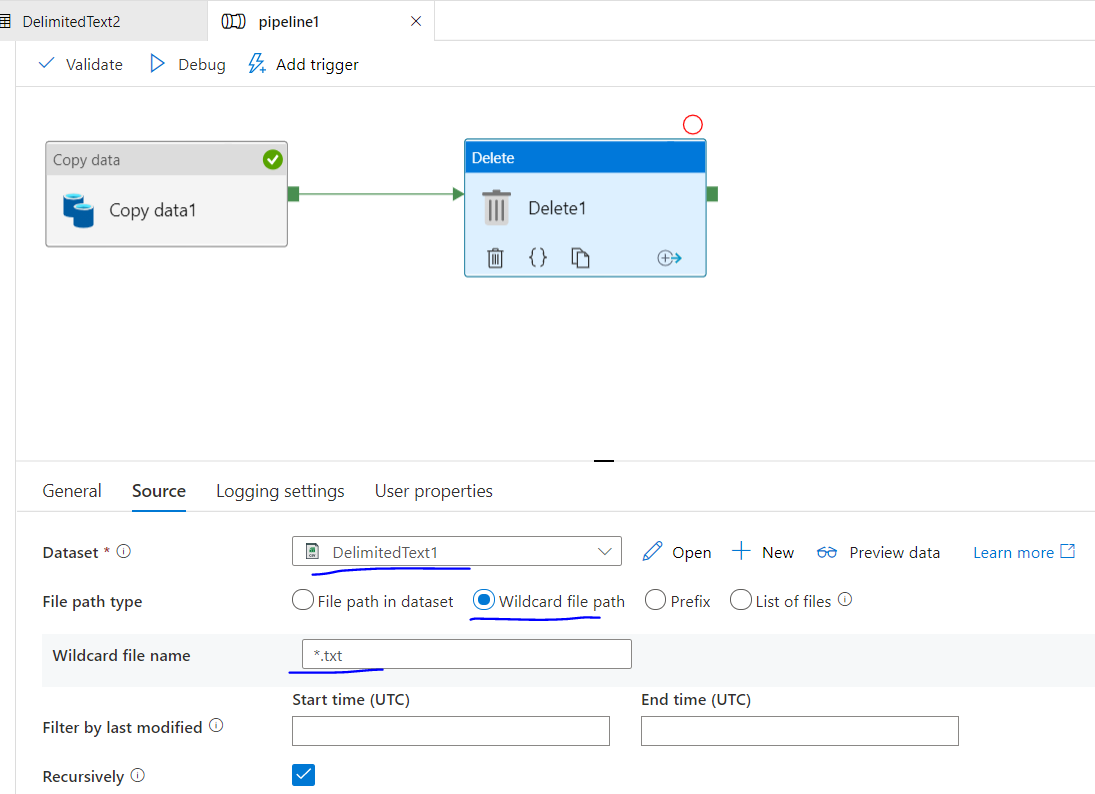 DelimitedText2 pipeline1
Validate Debug Add trigger
Copy data
Copy data1
Delete
Delete1
General Source Logging settings User properties
Dataset * DelimitedText1 Open New Preview data Learn more
File path type File path in dataset Wildcard file path Prefix List of files
Wildcard file name *.txt
Start time (UTC) End time (UTC)
Filter by last modified
Recursively